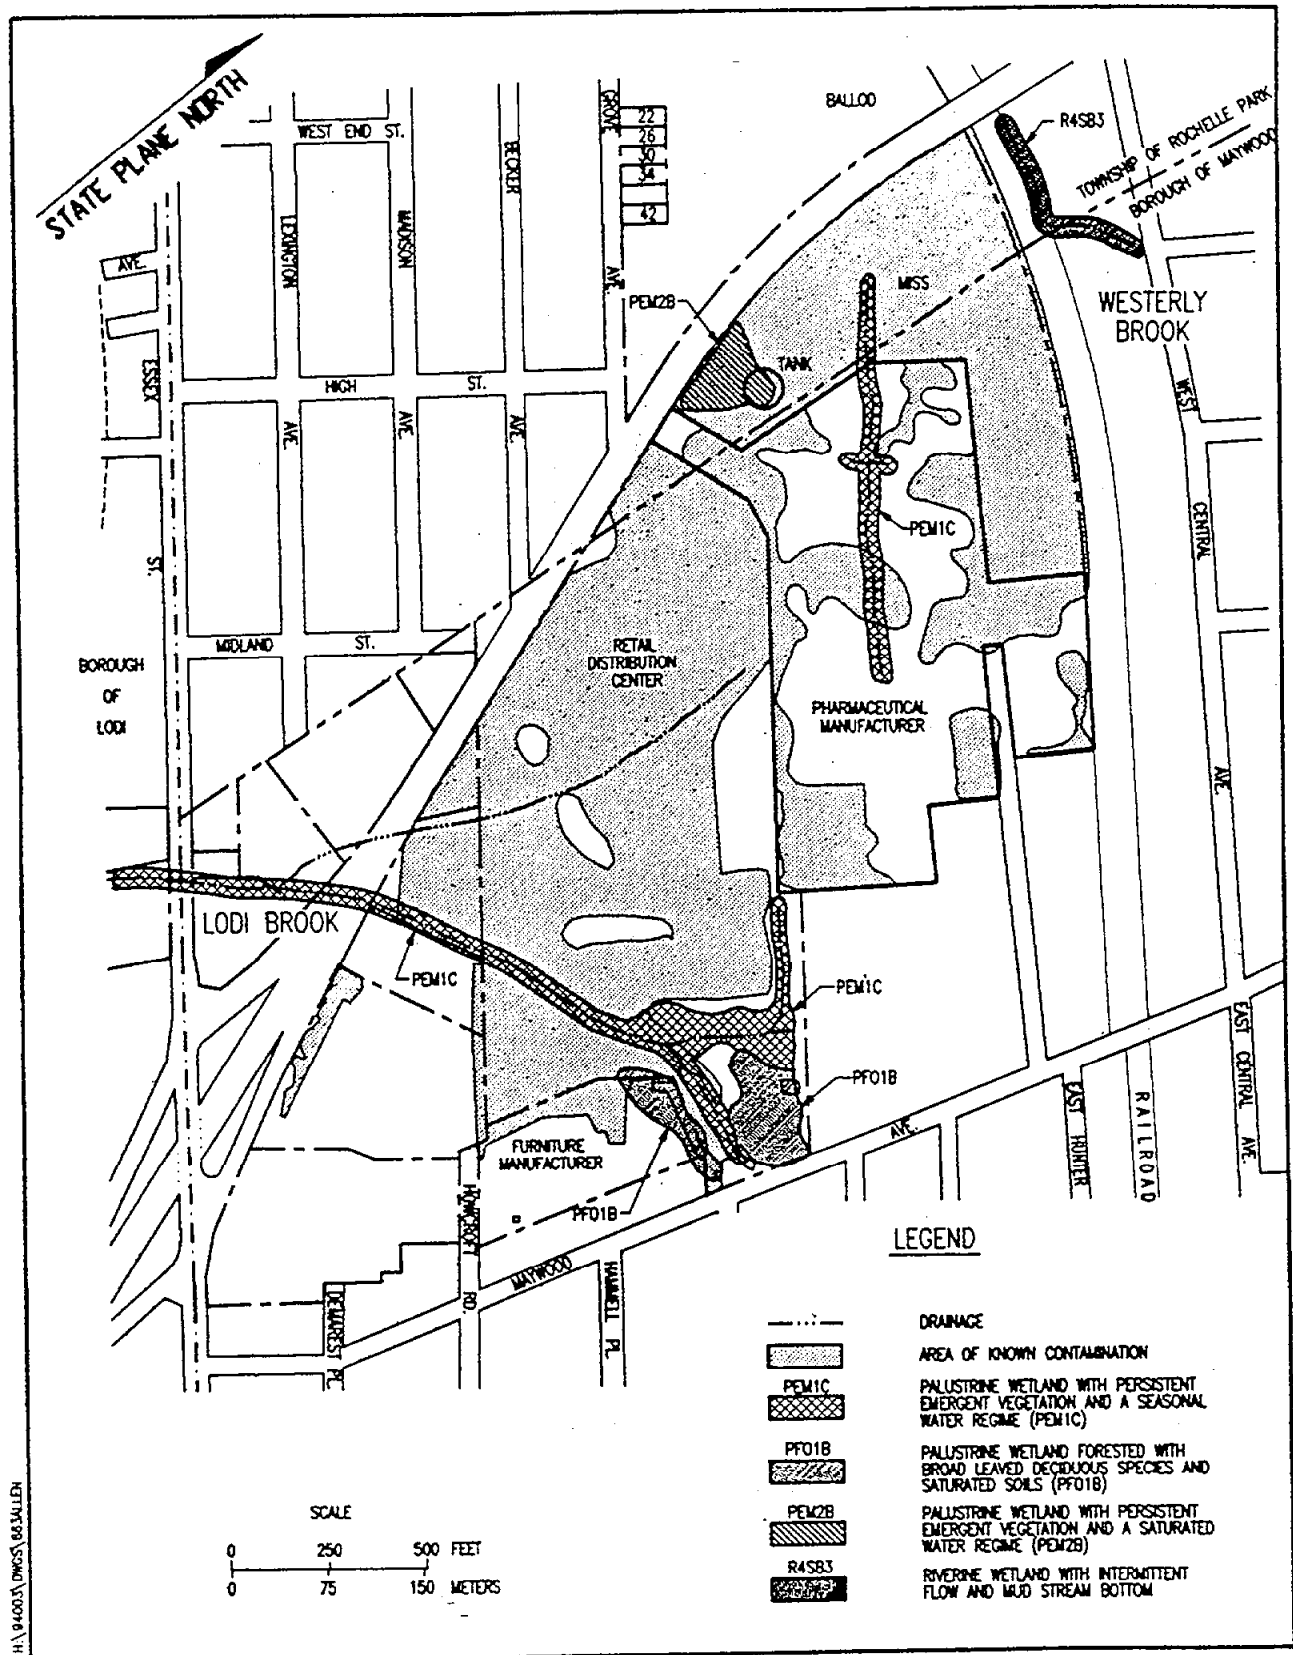 STATE PLANE NORTH
WEST END ST.
LEXINGTON
AVE.
MADISON
AVE.
BECKER
AVE.
GROVE
AVE.
22
26
30
34
42
BALLOD
R4SB3
TOWNSHIP OF ROCHELLE PARK
BOROUGH OF MAYWOOD
AVE.
ESSEX
ST.
HIGH ST.
PEM2B
TANK
MISS
WESTERLY
BROOK
WEST
CENTRAL
AVE.
PEM1C
MIDLAND ST.
BOROUGH
OF
LODI
RETAIL
DISTRIBUTION
CENTER
PHARMACEUTICAL
MANUFACTURER
LODI BROOK
PEM1C
PEM1C
PF01B
AVE.
EAST HUNTER
RAILROAD
EAST CENTRAL AVE.
FURNITURE
MANUFACTURER
PF01B
HOWCROFT
RD.
MAYWOOD
HAMMELL PL
DEMAREST PL
LEGEND
DRAINAGE
AREA OF KNOWN CONTAMINATION
PEM1C
PALUSTRINE WETLAND WITH PERSISTENT
EMERGENT VEGETATION AND A SEASONAL
WATER REGIME (PEM1C)
PF01B
PALUSTRINE WETLAND FORESTED WITH
BROAD LEAVED DECIDUOUS SPECIES AND
SATURATED SOILS (PF01B)
PEM2B
PALUSTRINE WETLAND WITH PERSISTENT
EMERGENT VEGETATION AND A SATURATED
WATER REGIME (PEM2B)
R4SB3
RIVERINE WETLAND WITH INTERMITTENT
FLOW AND MUD STREAM BOTTOM
SCALE
0 250 500 FEET
0 75 150 METERS